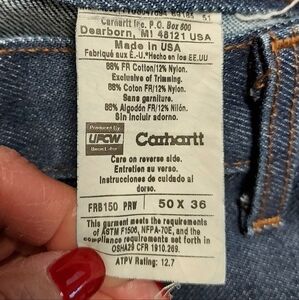 Carhartt Inc. P.O. Box 600
Dearborn, MI 48121 USA
Made in USA
Fabriqué aux É.-U.•Hecho en los EE.UU
88% FR Cotton/12% Nylon.
Exclusive of Trimming.
88% Coton FR/12% Nylon.
Sans garniture.
88% Algodón FR/12% Nilón.
Sin Incluir adorno.
Produced By
UFCW
Carhartt
Care on reverse side.
Entretien au verso.
Instrucciones de cuidado al
dorso.
FRB150 PRW 50 X 36
This garment meets the requirements
of ASTM F1506, NFPA-70E, and the
compliance requirements set forth in
OSHA29 CFR 1910.269.
ATPV Rating: 12.7